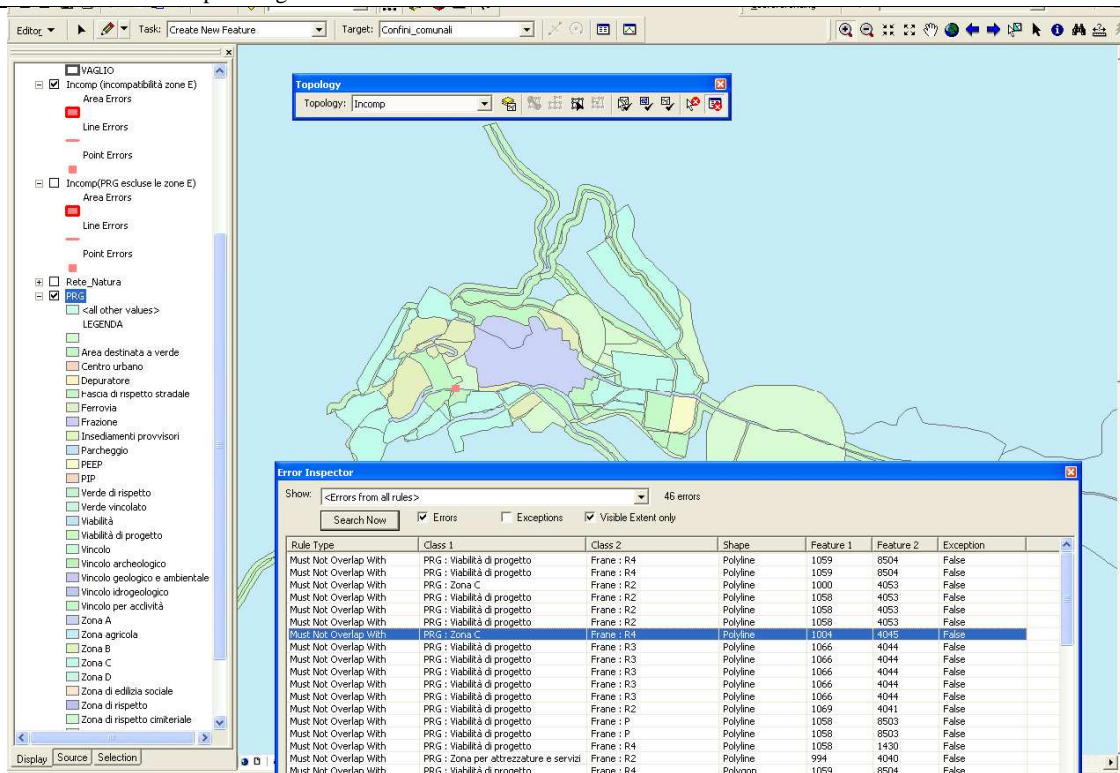 Editor
Task: Create New Feature
Target: Confini_comunali
VAGLIO
Incomp (incompatibilità zone E)
Area Errors
Line Errors
Point Errors
Incomp(PRG escluse le zone E)
Area Errors
Line Errors
Point Errors
Rete_Natura
PRG
<all other values>
LEGENDA
Area destinata a verde
Centro urbano
Depuratore
Fascia di rispetto stradale
Ferrovia
Frazione
Insediamenti provvisori
Parcheggio
PEEP
PIP
Verde di rispetto
Verde vincolato
Viabilità
Viabilità di progetto
Vincolo
Vincolo archeologico
Vincolo geologico e ambientale
Vincolo idrogeologico
Vincolo per acclività
Zona A
Zona agricola
Zona B
Zona C
Zona D
Zona di edilizia sociale
Zona di rispetto
Zona di rispetto cimiteriale
Display Source Selection
Topology
Topology: Incomp
Error Inspector
Show: <Errors from all rules> 46 errors
Search Now Errors Exceptions Visible Extent only
Rule Type Class 1 Class 2 Shape Feature 1 Feature 2 Exception
Must Not Overlap With PRG : Viabilità di progetto Frane : R4 Polyline 1059 8504 False
Must Not Overlap With PRG : Viabilità di progetto Frane : R4 Polyline 1059 8504 False
Must Not Overlap With PRG : Zona C Frane : R2 Polyline 1000 4053 False
Must Not Overlap With PRG : Viabilità di progetto Frane : R2 Polyline 1058 4053 False
Must Not Overlap With PRG : Viabilità di progetto Frane : R2 Polyline 1058 4053 False
Must Not Overlap With PRG : Viabilità di progetto Frane : R2 Polyline 1058 4053 False
Must Not Overlap With PRG : Zona C Frane : R4 Polyline 1004 4045 False
Must Not Overlap With PRG : Viabilità di progetto Frane : R3 Polyline 1066 4044 False
Must Not Overlap With PRG : Viabilità di progetto Frane : R3 Polyline 1066 4044 False
Must Not Overlap With PRG : Viabilità di progetto Frane : R3 Polyline 1066 4044 False
Must Not Overlap With PRG : Viabilità di progetto Frane : R3 Polyline 1066 4044 False
Must Not Overlap With PRG : Viabilità di progetto Frane : R3 Polyline 1066 4044 False
Must Not Overlap With PRG : Viabilità di progetto Frane : R2 Polyline 1069 4041 False
Must Not Overlap With PRG : Viabilità di progetto Frane : P Polyline 1058 8503 False
Must Not Overlap With PRG : Viabilità di progetto Frane : P Polyline 1058 8503 False
Must Not Overlap With PRG : Viabilità di progetto Frane : R4 Polyline 1058 1430 False
Must Not Overlap With PRG : Zona per attrezzature e servizi Frane : R2 Polyline 994 4040 False
Must Not Overlap With PRG : Viabilità di progetto Frane : R4 Polygon 1059 8504 False